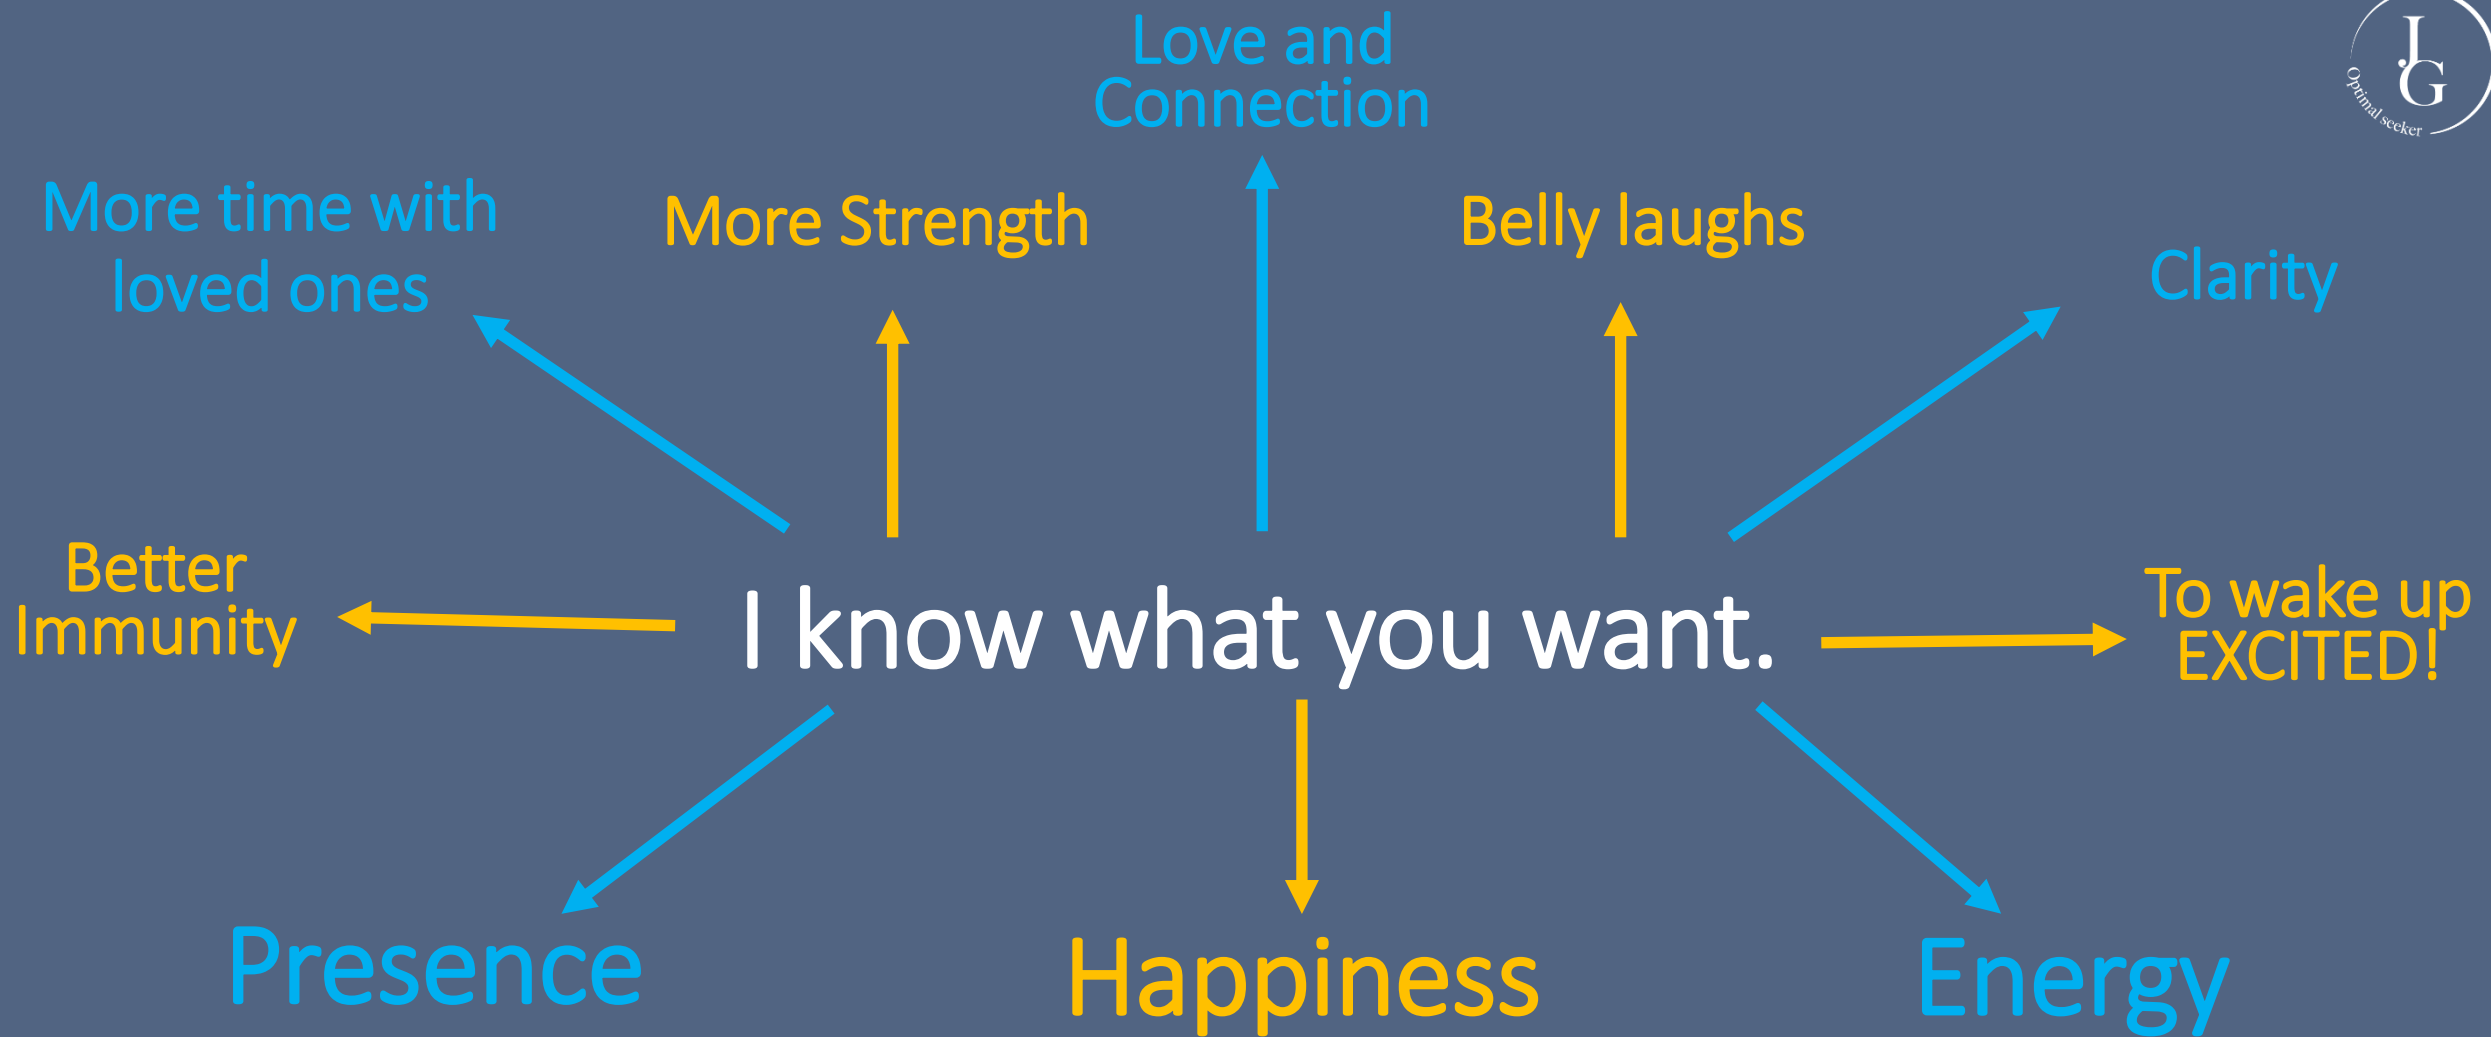 Love and
Connection
J
G
Optimal seeker
More time with
loved ones
More Strength
Belly laughs
Clarity
Better
Immunity
I know what you want.
To wake up
EXCITED!
Presence
Happiness
Energy